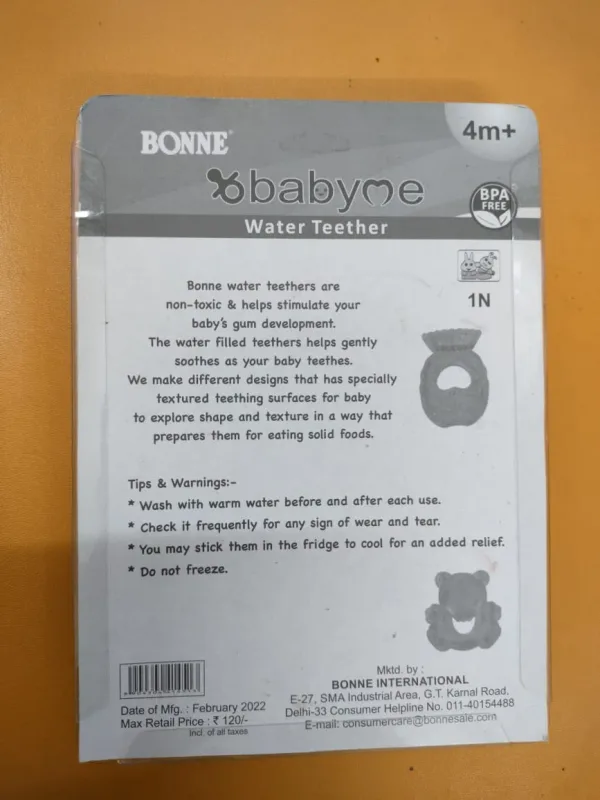 BONNE®
4m+
babyme
BPA
FREE
Water Teether
1N
Bonne water teethers are
non-toxic & helps stimulate your
baby's gum development.
The water filled teethers helps gently
soothes as your baby teethes.
We make different designs that has specially
textured teething surfaces for baby
to explore shape and texture in a way that
prepares them for eating solid foods.
Tips & Warnings:-
* Wash with warm water before and after each use.
* Check it frequently for any sign of wear and tear.
* You may stick them in the fridge to cool for an added relief.
* Do not freeze.
Date of Mfg. : February 2022
Max Retail Price : ₹ 120/-
Incl. of all taxes
Mktd. by :
BONNE INTERNATIONAL
E-27, SMA Industrial Area, G.T. Karnal Road.
Delhi-33 Consumer Helpline No. 011-40154488
E-mail: consumercare@bonnesale.com